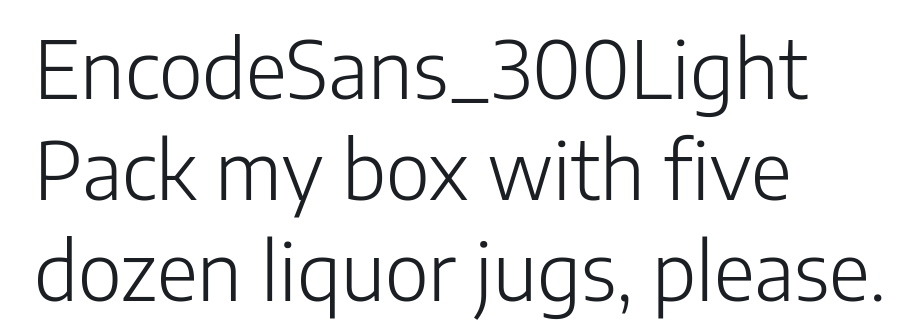 EncodeSans_300Light
Pack my box with five
dozen liquor jugs, please.